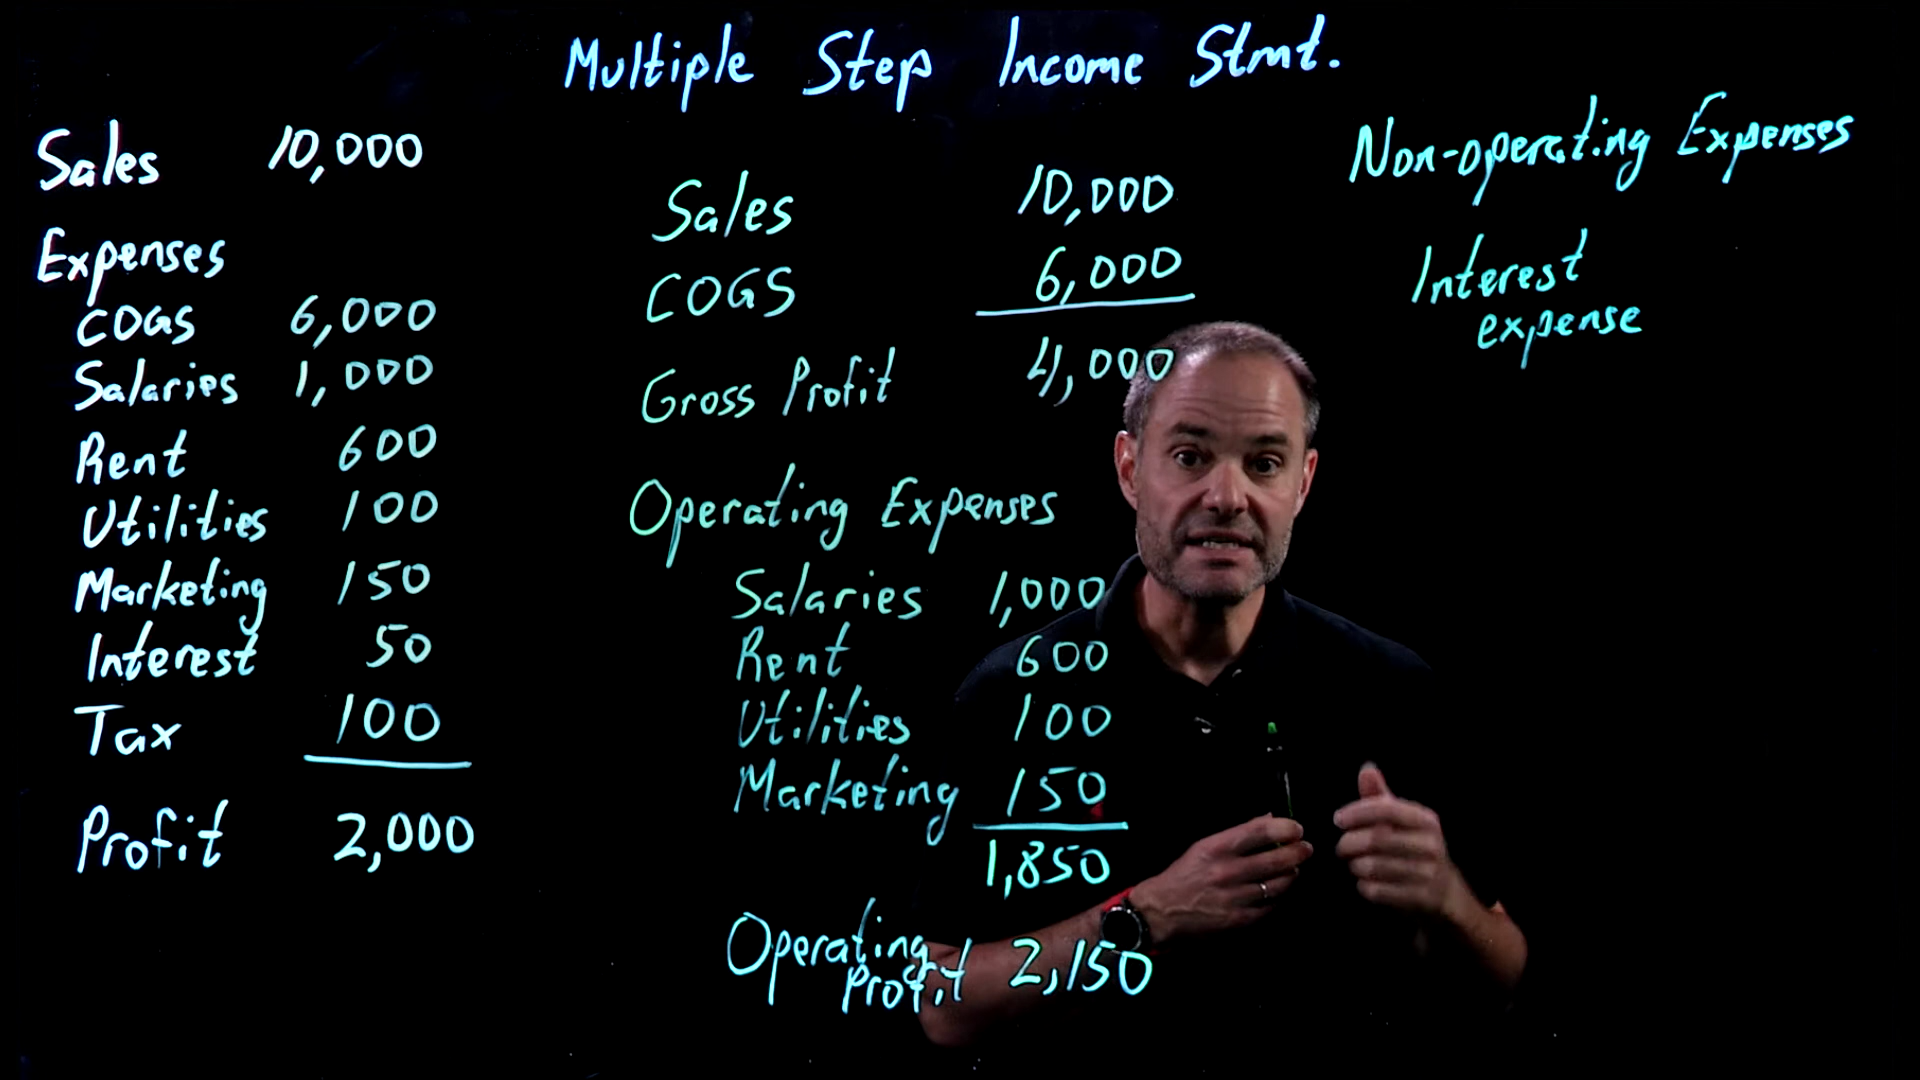 Multiple Step Income Stmt.
Sales 10,000
Expenses
COGS 6,000
Salaries 1,000
Rent 600
Utilities 100
Marketing 150
Interest 50
Tax 100
Profit 2,000
Sales 10,000
COGS 6,000
Gross Profit 4,000
Operating Expenses
Salaries 1,000
Rent 600
Utilities 100
Marketing 150
1,850
Operating
Profit 2,150
Non-operating Expenses
Interest
expense